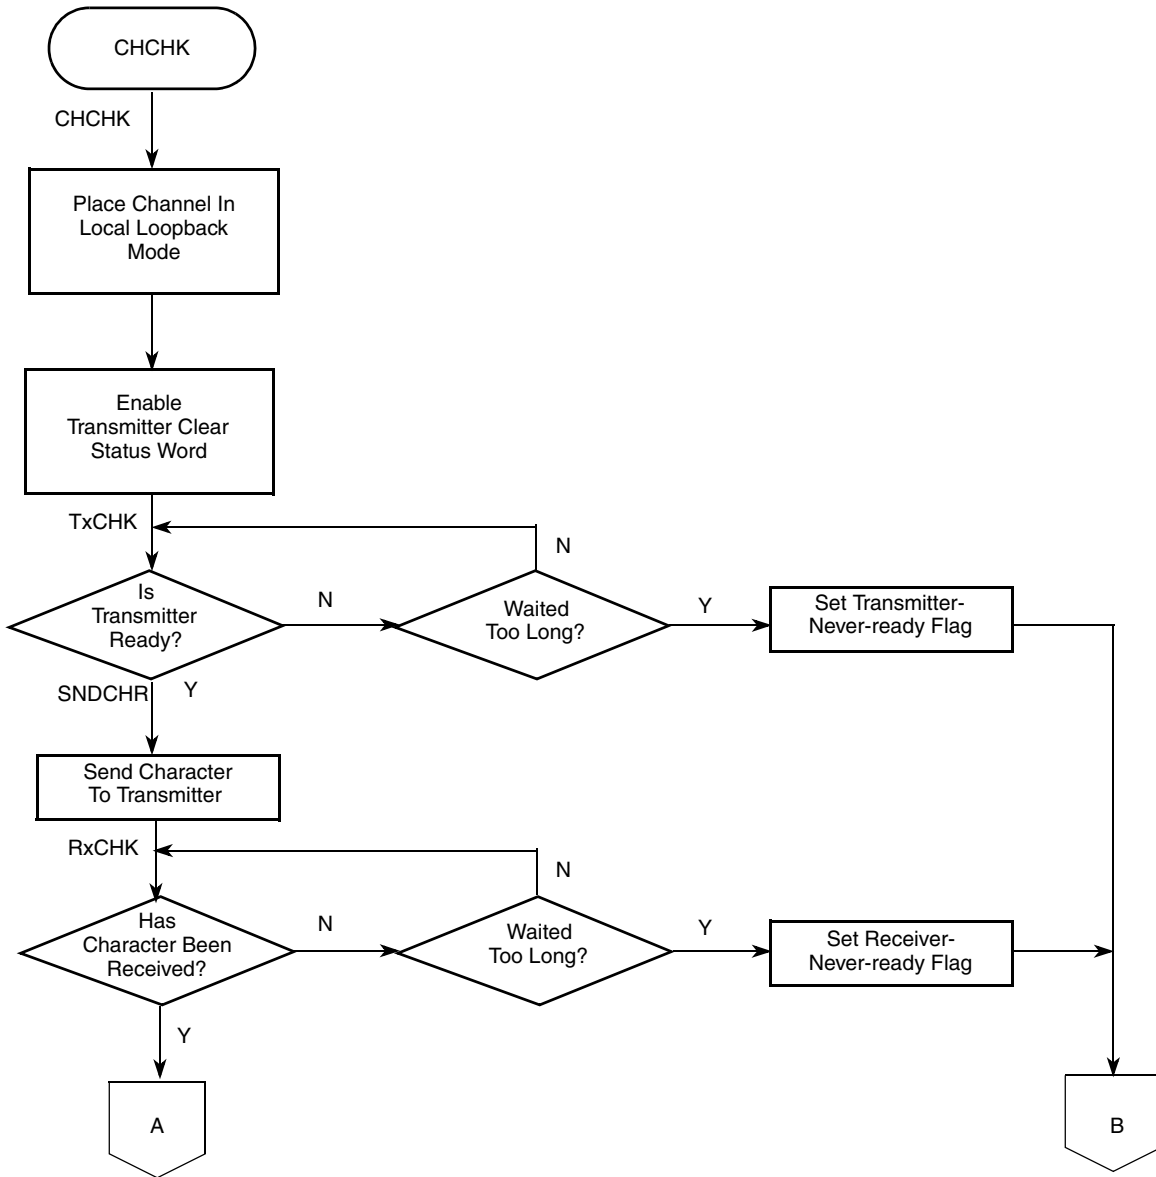 CHCHK
CHCHK
Place Channel In
Local Loopback
Mode
Enable
Transmitter Clear
Status Word
TxCHK
N
Is
Transmitter
Ready?
N
Waited
Too Long?
Y
Set Transmitter-
Never-ready Flag
SNDCHR
Y
Send Character
To Transmitter
RxCHK
N
Has
Character Been
Received?
N
Waited
Too Long?
Y
Set Receiver-
Never-ready Flag
Y
A
B